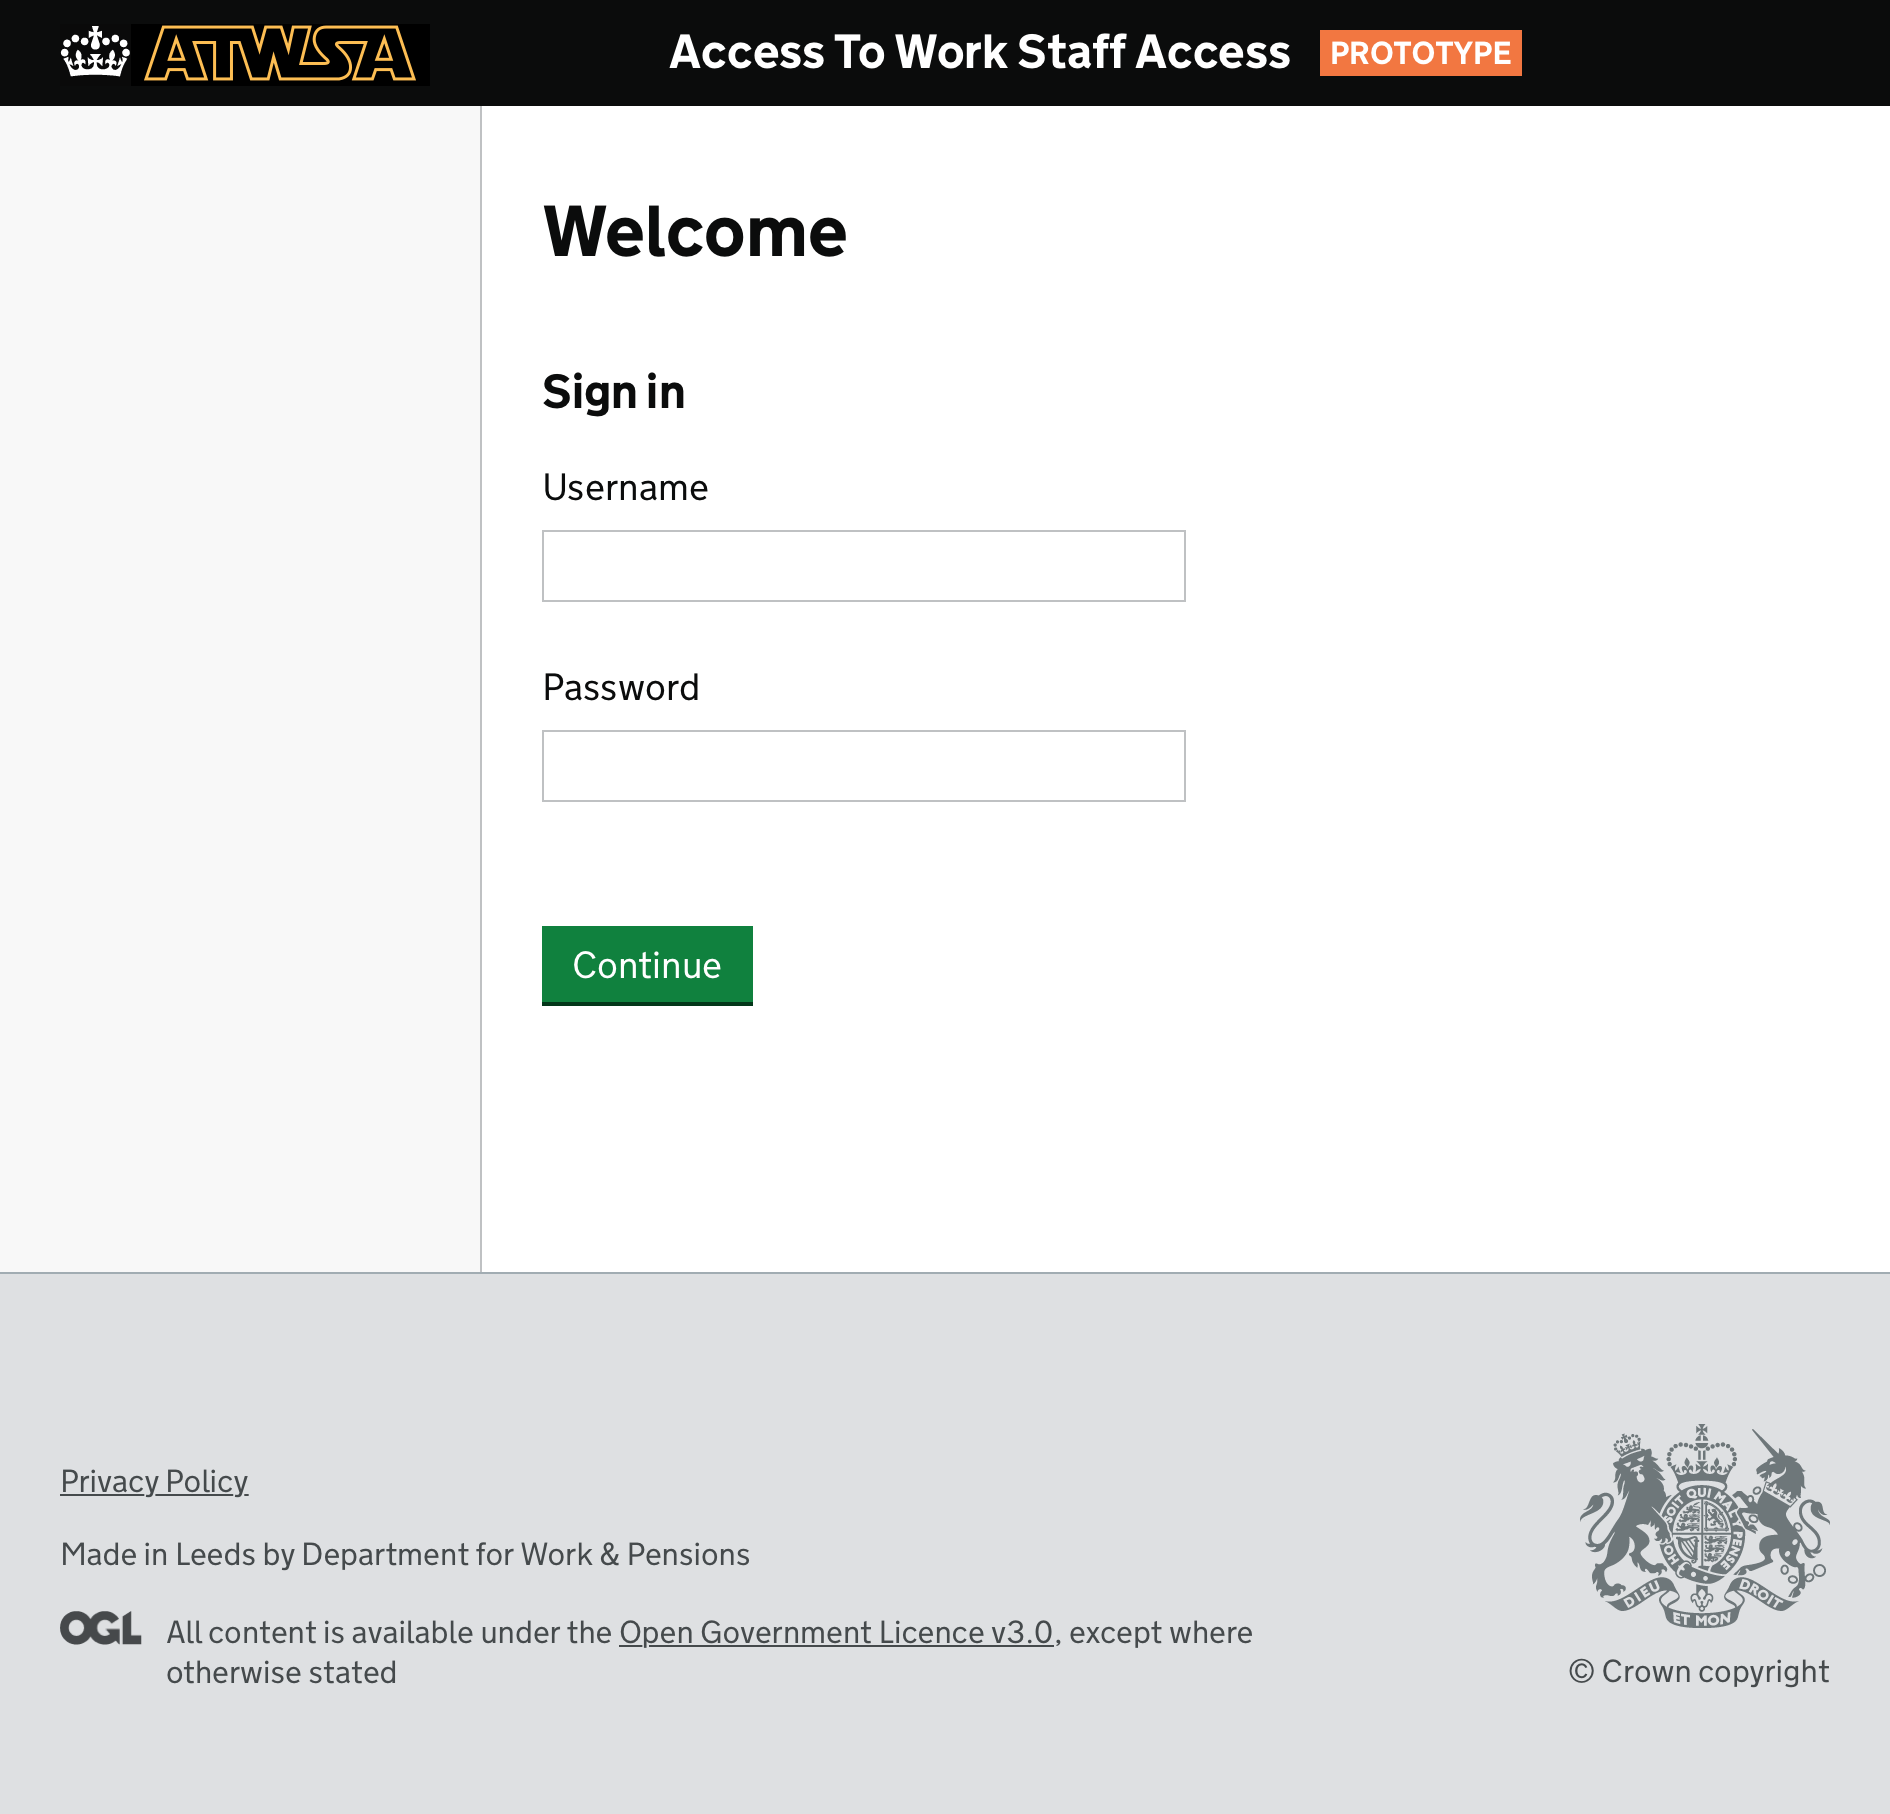 ATWSA
Access To Work Staff Access
PROTOTYPE
Welcome
Sign in
Username
Password
Continue
Privacy Policy
Made in Leeds by Department for Work & Pensions
OGL
All content is available under the Open Government Licence v3.0, except where
otherwise stated
HONI SOIT QUI MAL Y PENSE
DIEU ET MON DROIT
© Crown copyright